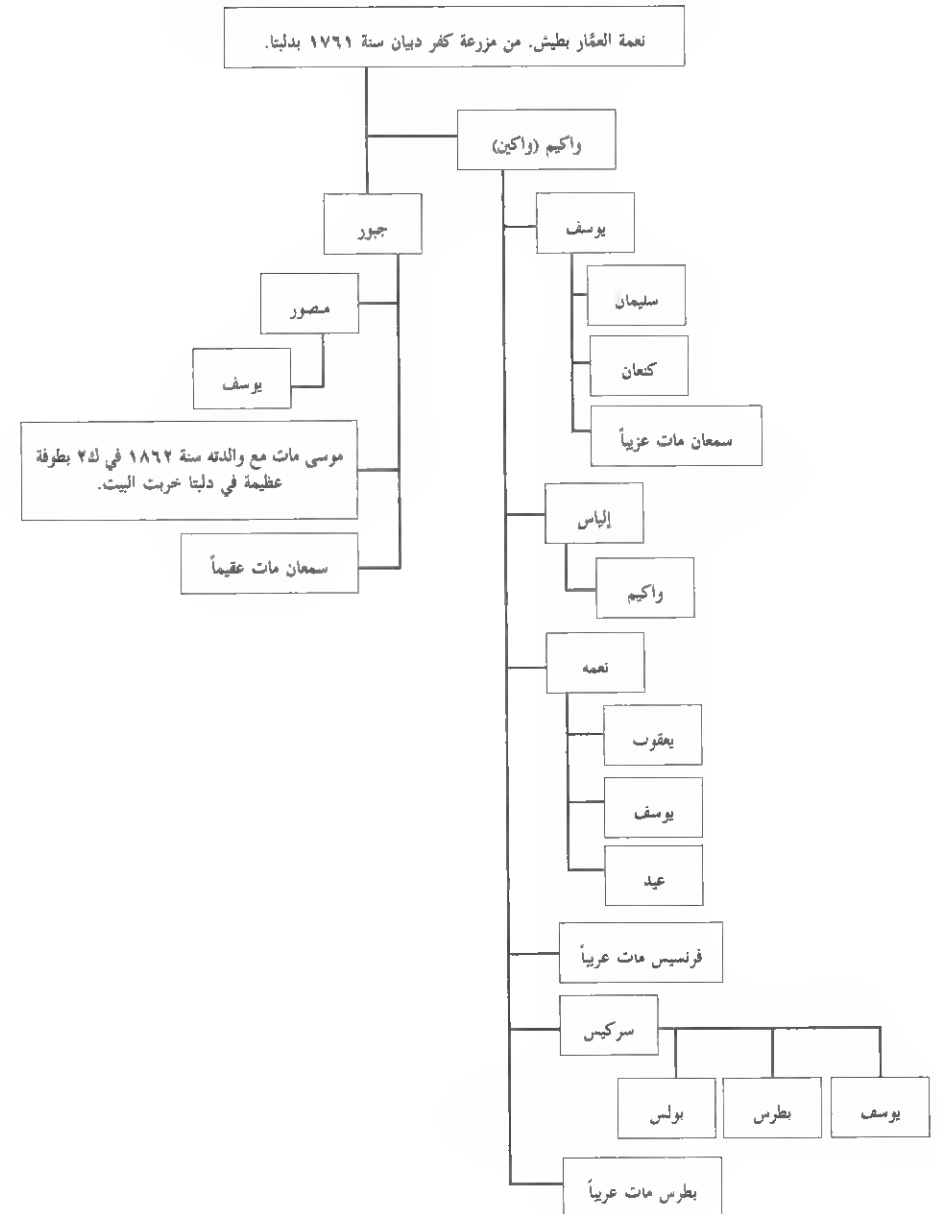 نعمة العمَّار بطيش. من مزرعة كفر دبيان سنة ١٧٦١ بدلبتا.
واكيم (واكين)
جبور
يوسف
سليمان
منصور
كنعان
يوسف
سمعان مات عزيباً
موسى مات مع والدته سنة ١٨٦٢ في ك٢ بطوفة
عظيمة في دلبتا خربت البيت.
إلياس
سمعان مات عقيماً
واكيم
نعمه
يعقوب
يوسف
عيد
فرنسيس مات عزيباً
سركيس
يوسف
بطرس
بولس
بطرس مات عزيباً